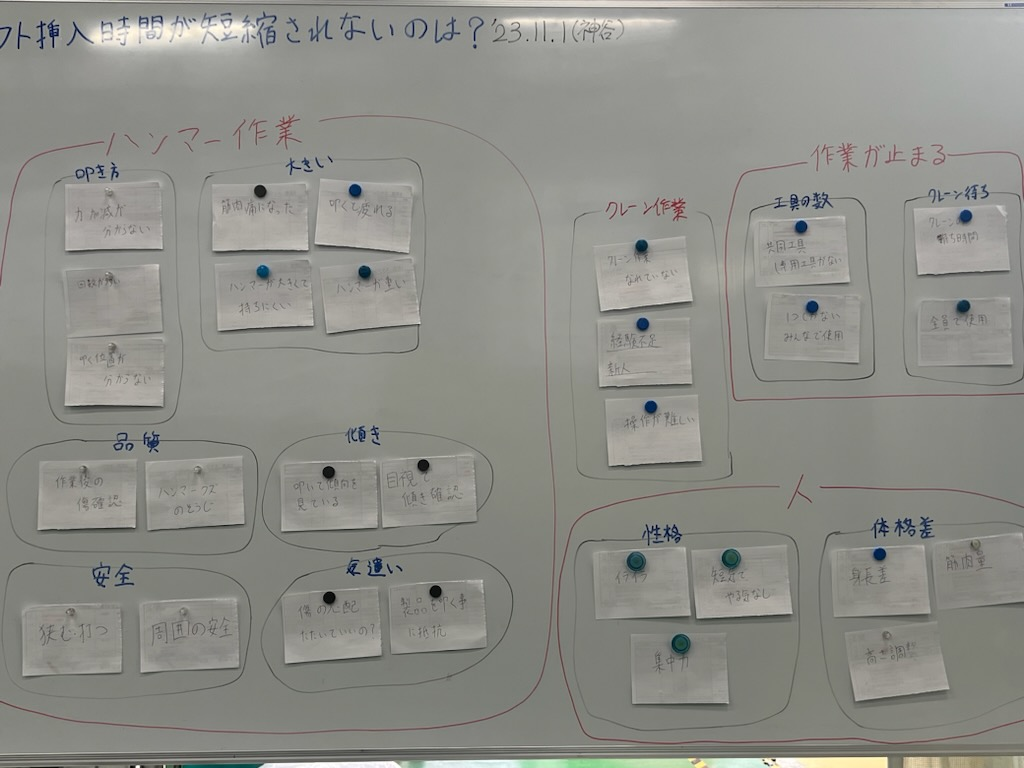 フト挿入時間が短縮されないのは? '23.11.1(神谷)
ハンマー作業
叩き方
力加減が
分からない
回数が
叩く位置が
分からない
大きい
筋肉痛になった
叩くと疲れる
ハンマーが大きくて
持ちにくい
ハンマーが重い
品質
作業後の
傷確認
ハンマークズ
のそうじ
傾き
叩いて傾向を
見ている
目視で
傾き確認
安全
狭む・打つ
周囲の安全
気遣い
傷の心配
たたいていいの?
製品を叩く事
に抵抗
クレーン作業
クレーン作業
なれていない
経験不足
新人
操作が難しい
作業が止まる
工具の数
共同工具
(専用工具がない
1つしかない
みんなで使用
クレーン待ち
クレーン
待ち時間
全員で使用
人
性格
イライラ
短気で
やる気なし
集中力
体格差
身長差
筋肉量
高さ調整